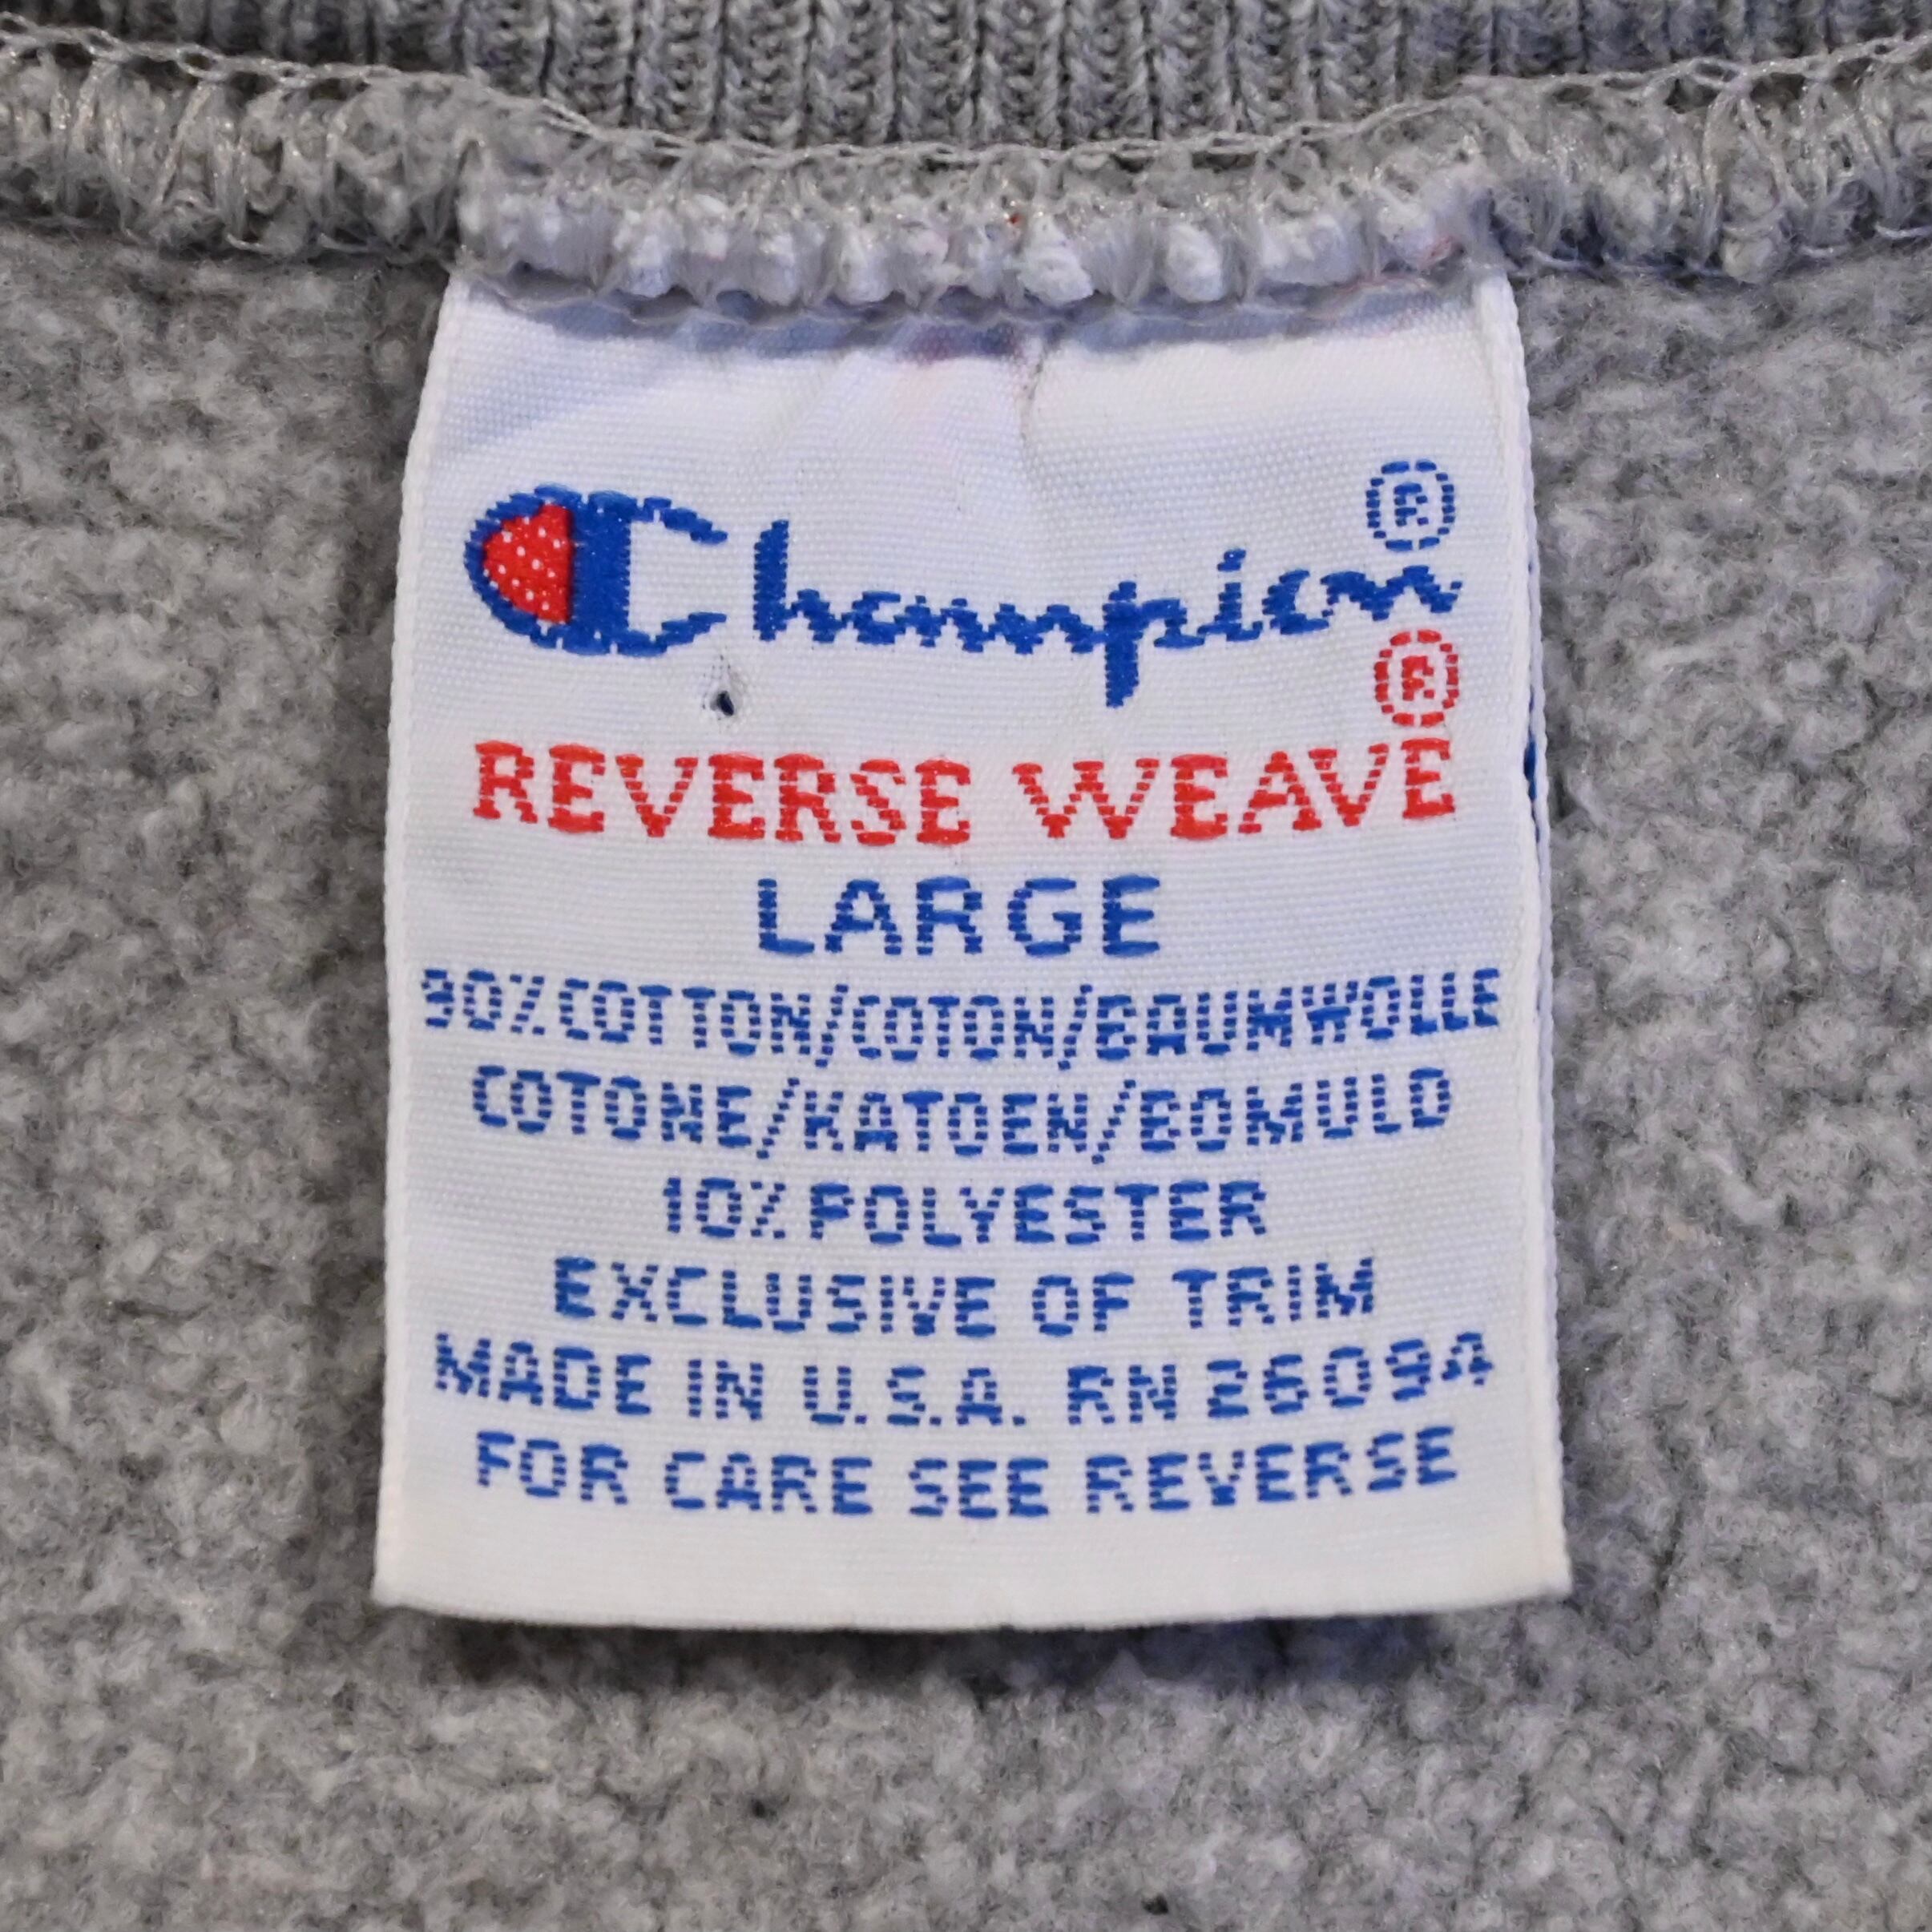 Champion®
REVERSE WEAVE®
LARGE
90% COTTON/COTON/BAUMWOLLE
COTONE/KATOEN/BOMULD
10% POLYESTER
EXCLUSIVE OF TRIM
MADE IN U.S.A. RN 26094
FOR CARE SEE REVERSE